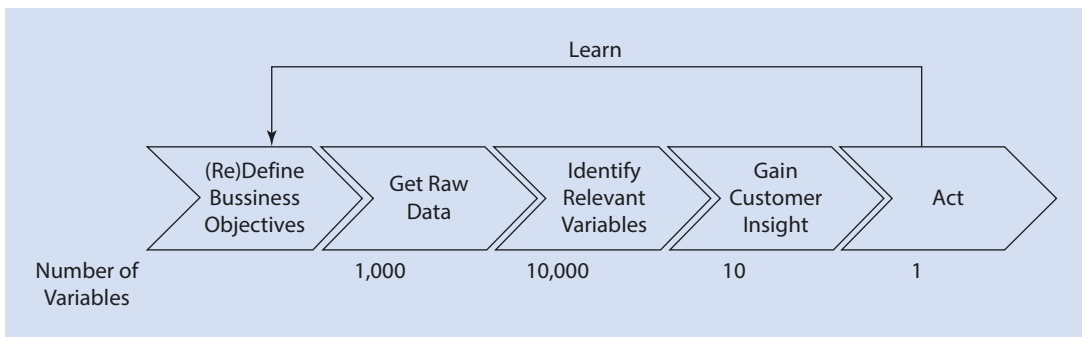 Learn
(Re)Define
Bussiness
Objectives
Get Raw
Data
Identify
Relevant
Variables
Gain
Customer
Insight
Act
Number of
Variables
1,000
10,000
10
1